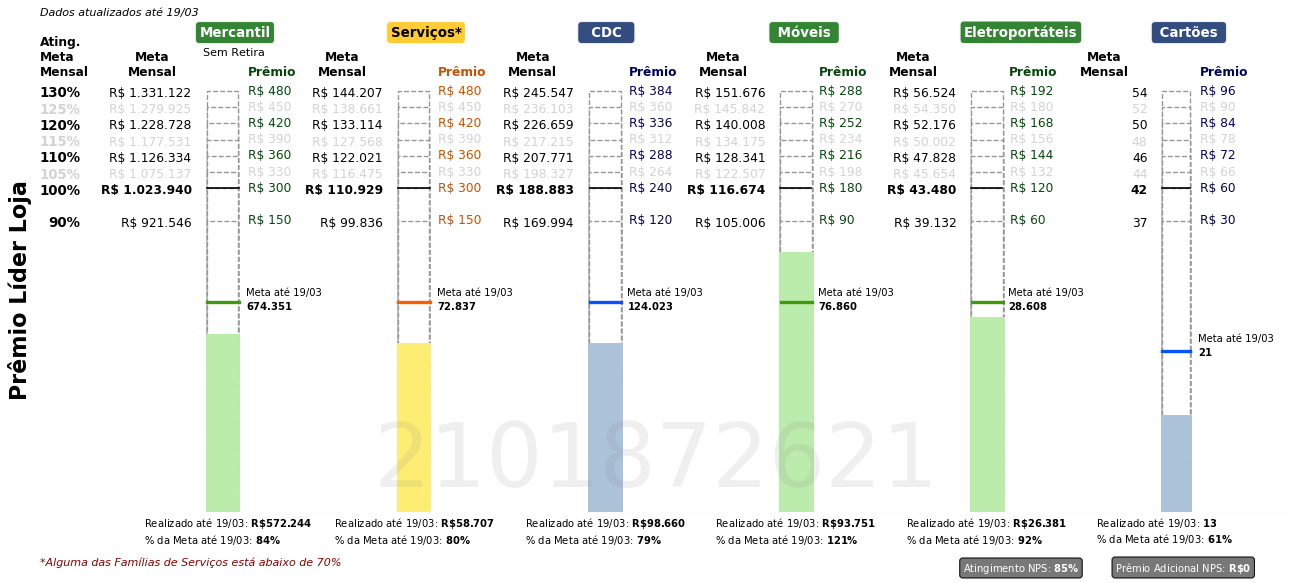 Dados atualizados até 19/03
Mercantil Serviços* CDC Móveis Eletroportáteis Cartões
Sem Retira
Ating. Meta Mensal Meta Mensal Prêmio Meta Mensal Prêmio Meta Mensal Prêmio Meta Mensal Prêmio Meta Mensal Prêmio Meta Mensal Prêmio
130% R$ 1.331.122 R$ 480 R$ 144.207 R$ 480 R$ 245.547 R$ 384 R$ 151.676 R$ 288 R$ 56.524 R$ 192 54 R$ 96
125% R$ 1.279.925 R$ 450 R$ 138.661 R$ 450 R$ 236.103 R$ 360 R$ 145.842 R$ 270 R$ 54.350 R$ 180 52 R$ 90
120% R$ 1.228.728 R$ 420 R$ 133.114 R$ 420 R$ 226.659 R$ 336 R$ 140.008 R$ 252 R$ 52.176 R$ 168 50 R$ 84
115% R$ 1.177.531 R$ 390 R$ 127.568 R$ 390 R$ 217.215 R$ 312 R$ 134.175 R$ 234 R$ 50.002 R$ 156 48 R$ 78
110% R$ 1.126.334 R$ 360 R$ 122.021 R$ 360 R$ 207.771 R$ 288 R$ 128.341 R$ 216 R$ 47.828 R$ 144 46 R$ 72
105% R$ 1.075.137 R$ 330 R$ 116.475 R$ 330 R$ 198.327 R$ 264 R$ 122.507 R$ 198 R$ 45.654 R$ 132 44 R$ 66
100% R$ 1.023.940 R$ 300 R$ 110.929 R$ 300 R$ 188.883 R$ 240 R$ 116.674 R$ 180 R$ 43.480 R$ 120 42 R$ 60
90% R$ 921.546 R$ 150 R$ 99.836 R$ 150 R$ 169.994 R$ 120 R$ 105.006 R$ 90 R$ 39.132 R$ 60 37 R$ 30
Prêmio Líder Loja
Meta até 19/03 Meta até 19/03 Meta até 19/03 Meta até 19/03 Meta até 19/03
674.351 72.837 124.023 76.860 28.608
Meta até 19/03
21
2101872621
Realizado até 19/03: R$572.244 Realizado até 19/03: R$58.707 Realizado até 19/03: R$98.660 Realizado até 19/03: R$93.751 Realizado até 19/03: R$26.381 Realizado até 19/03: 13
% da Meta até 19/03: 84% % da Meta até 19/03: 80% % da Meta até 19/03: 79% % da Meta até 19/03: 121% % da Meta até 19/03: 92% % da Meta até 19/03: 61%
*Alguma das Famílias de Serviços está abaixo de 70% Atingimento NPS: 85% Prêmio Adicional NPS: R$0